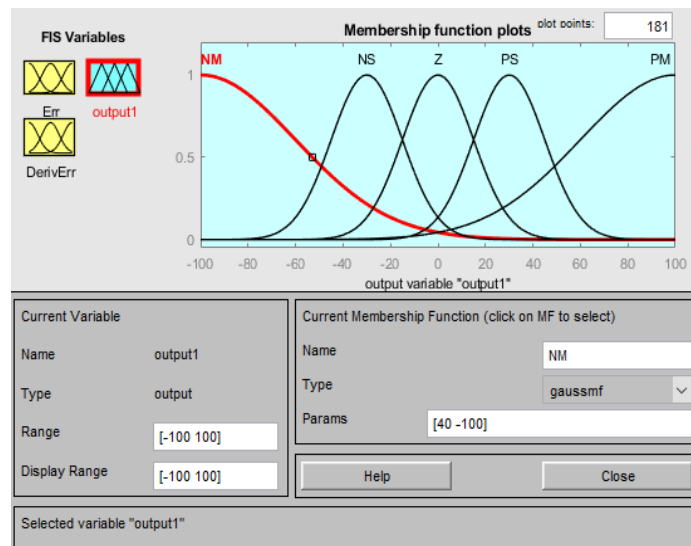 FIS Variables
Membership function plots
plot points:
181
Err
output1
DerivErr
NM
NS
Z
PS
PM
1
0.5
0
-100
-80
-60
-40
-20
0
20
40
60
80
100
output variable "output1"
Current Variable
Name
output1
Type
output
Range
[-100 100]
Display Range
[-100 100]
Current Membership Function (click on MF to select)
Name
NM
Type
gaussmf
Params
[40 -100]
Help
Close
Selected variable "output1"